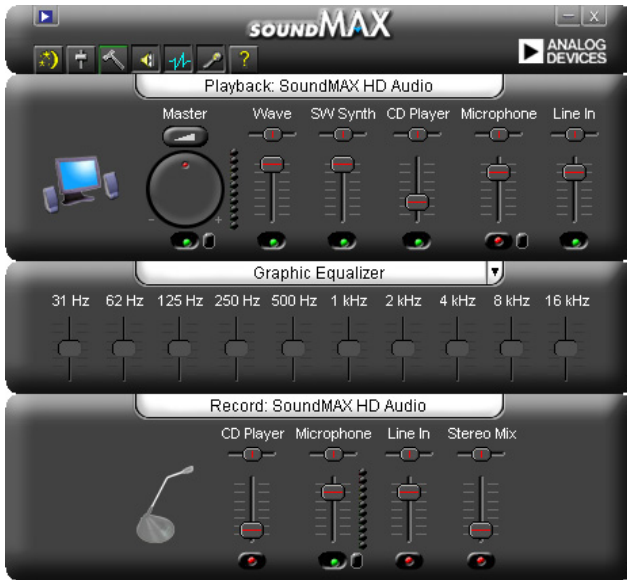 SOUNDMAX
?
ANALOG
DEVICES
Playback: SoundMAX HD Audio
Master Wave SW Synth CD Player Microphone Line In
- +
Graphic Equalizer
31 Hz 62 Hz 125 Hz 250 Hz 500 Hz 1 kHz 2 kHz 4 kHz 8 kHz 16 kHz
Record: SoundMAX HD Audio
CD Player Microphone Line In Stereo Mix